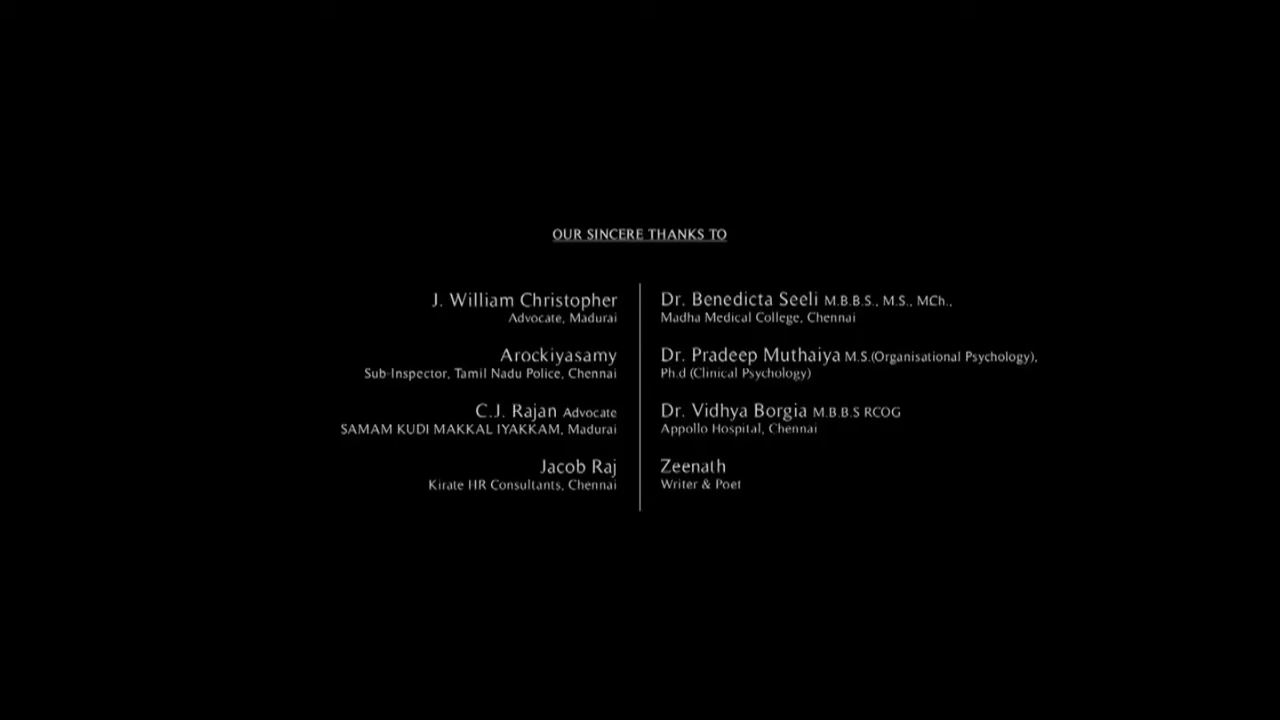 OUR SINCERE THANKS TO
J. William Christopher
Advocate, Madurai
Arockiyasamy
Sub-Inspector, Tamil Nadu Police, Chennai
C.J. Rajan Advocate
SAMAM KUDI MAKKAL IYAKKAM, Madurai
Jacob Raj
Kirate HR Consultants, Chennai
Dr. Benedicta Seeli M.B.B.S., M.S., MCh.,
Madha Medical College, Chennai
Dr. Pradeep Muthaiya M.S.(Organisational Psychology),
Ph.d (Clinical Psychology)
Dr. Vidhya Borgia M.B.B.S RCOG
Appollo Hospital, Chennai
Zeenath
Writer & Poet